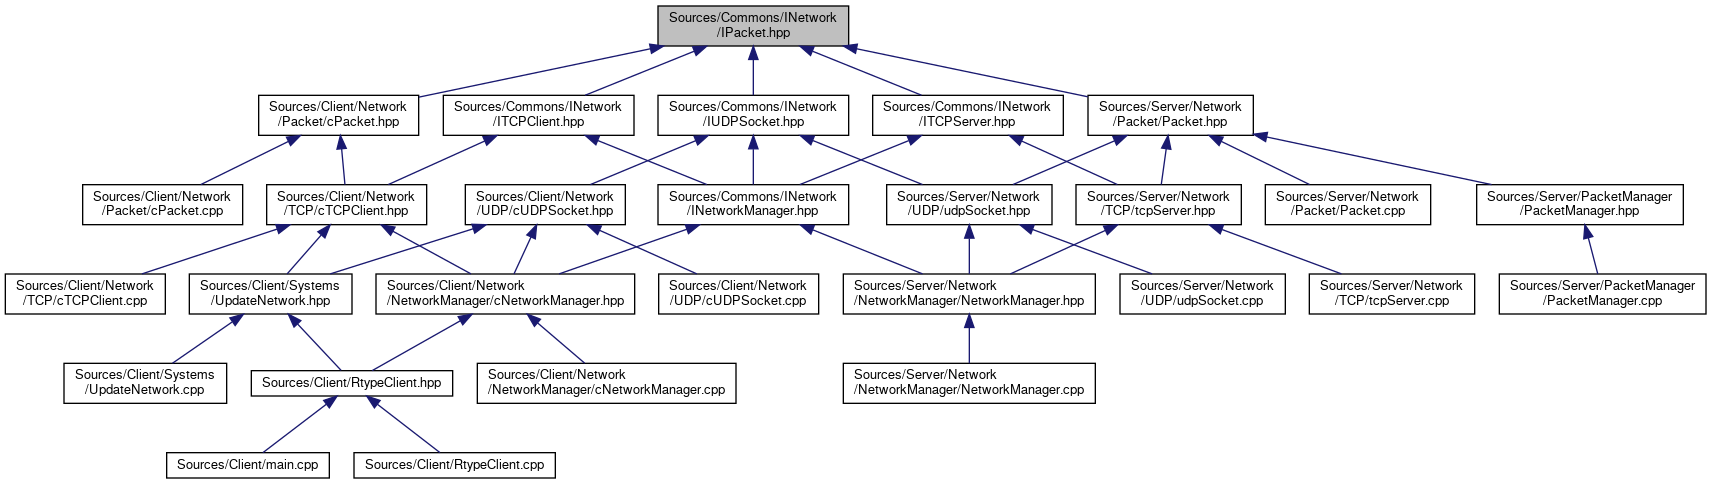 Sources/Commons/INetwork
/IPacket.hpp
Sources/Client/Network
/Packet/cPacket.hpp
Sources/Commons/INetwork
/ITCPClient.hpp
Sources/Commons/INetwork
/IUDPSocket.hpp
Sources/Commons/INetwork
/ITCPServer.hpp
Sources/Server/Network
/Packet/Packet.hpp
Sources/Client/Network
/Packet/cPacket.cpp
Sources/Client/Network
/TCP/cTCPClient.hpp
Sources/Client/Network
/UDP/cUDPSocket.hpp
Sources/Commons/INetwork
/INetworkManager.hpp
Sources/Server/Network
/UDP/udpSocket.hpp
Sources/Server/Network
/TCP/tcpServer.hpp
Sources/Server/Network
/Packet/Packet.cpp
Sources/Server/PacketManager
/PacketManager.hpp
Sources/Client/Network
/TCP/cTCPClient.cpp
Sources/Client/Systems
/UpdateNetwork.hpp
Sources/Client/Network
/NetworkManager/cNetworkManager.hpp
Sources/Client/Network
/UDP/cUDPSocket.cpp
Sources/Server/Network
/NetworkManager/NetworkManager.hpp
Sources/Server/Network
/UDP/udpSocket.cpp
Sources/Server/Network
/TCP/tcpServer.cpp
Sources/Server/PacketManager
/PacketManager.cpp
Sources/Client/Systems
/UpdateNetwork.cpp
Sources/Client/RtypeClient.hpp
Sources/Client/Network
/NetworkManager/cNetworkManager.cpp
Sources/Server/Network
/NetworkManager/NetworkManager.cpp
Sources/Client/main.cpp
Sources/Client/RtypeClient.cpp